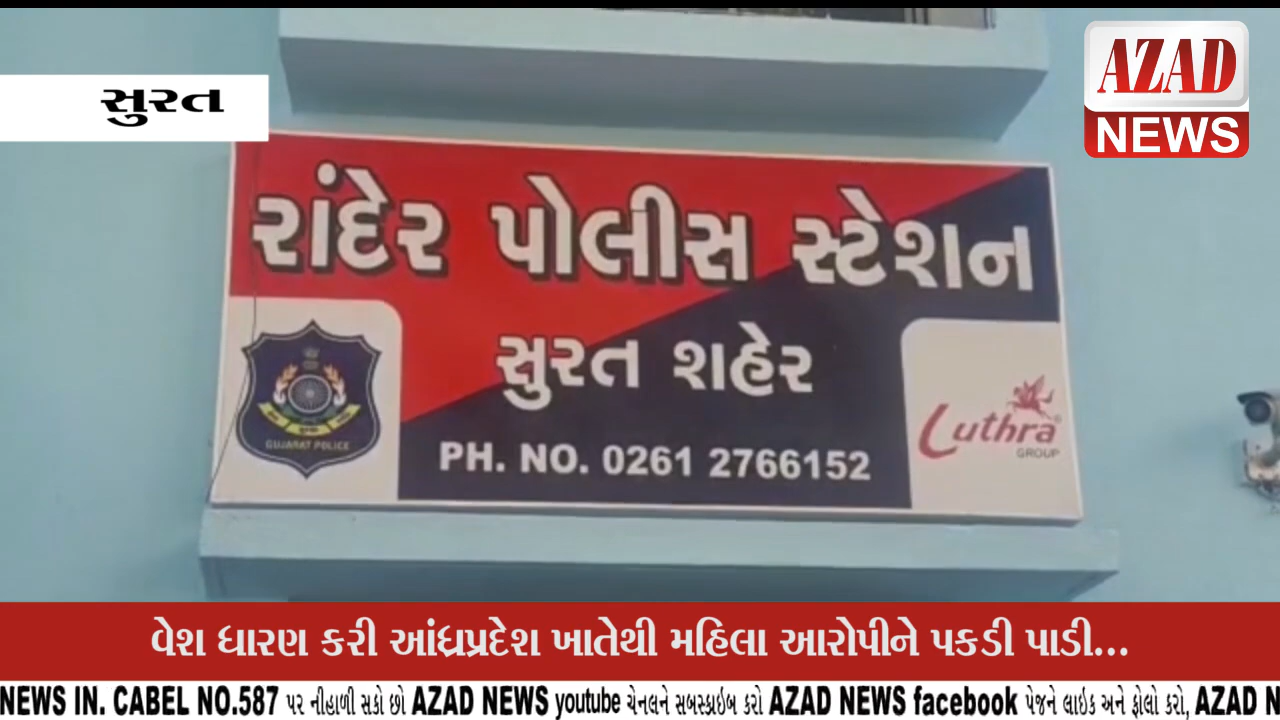 સુરત
AZAD
NEWS
રાંદેર પોલીસ સ્ટેશન
સુરત શહેર
PH. NO. 0261 2766152
GUJARAT POLICE
Luthra
GROUP
વેશ ધારણ કરી આંધ્રપ્રદેશ ખાતેથી મહિલા આરોપીને પકડી પાડી...
NEWS IN. CABEL NO.587 પર નીહાળી સકો છો AZAD NEWS youtube ચેનલને સબસ્ક્રાઇબ કરો AZAD NEWS facebook પેજને લાઇક અને ફોલો કરો, AZAD N